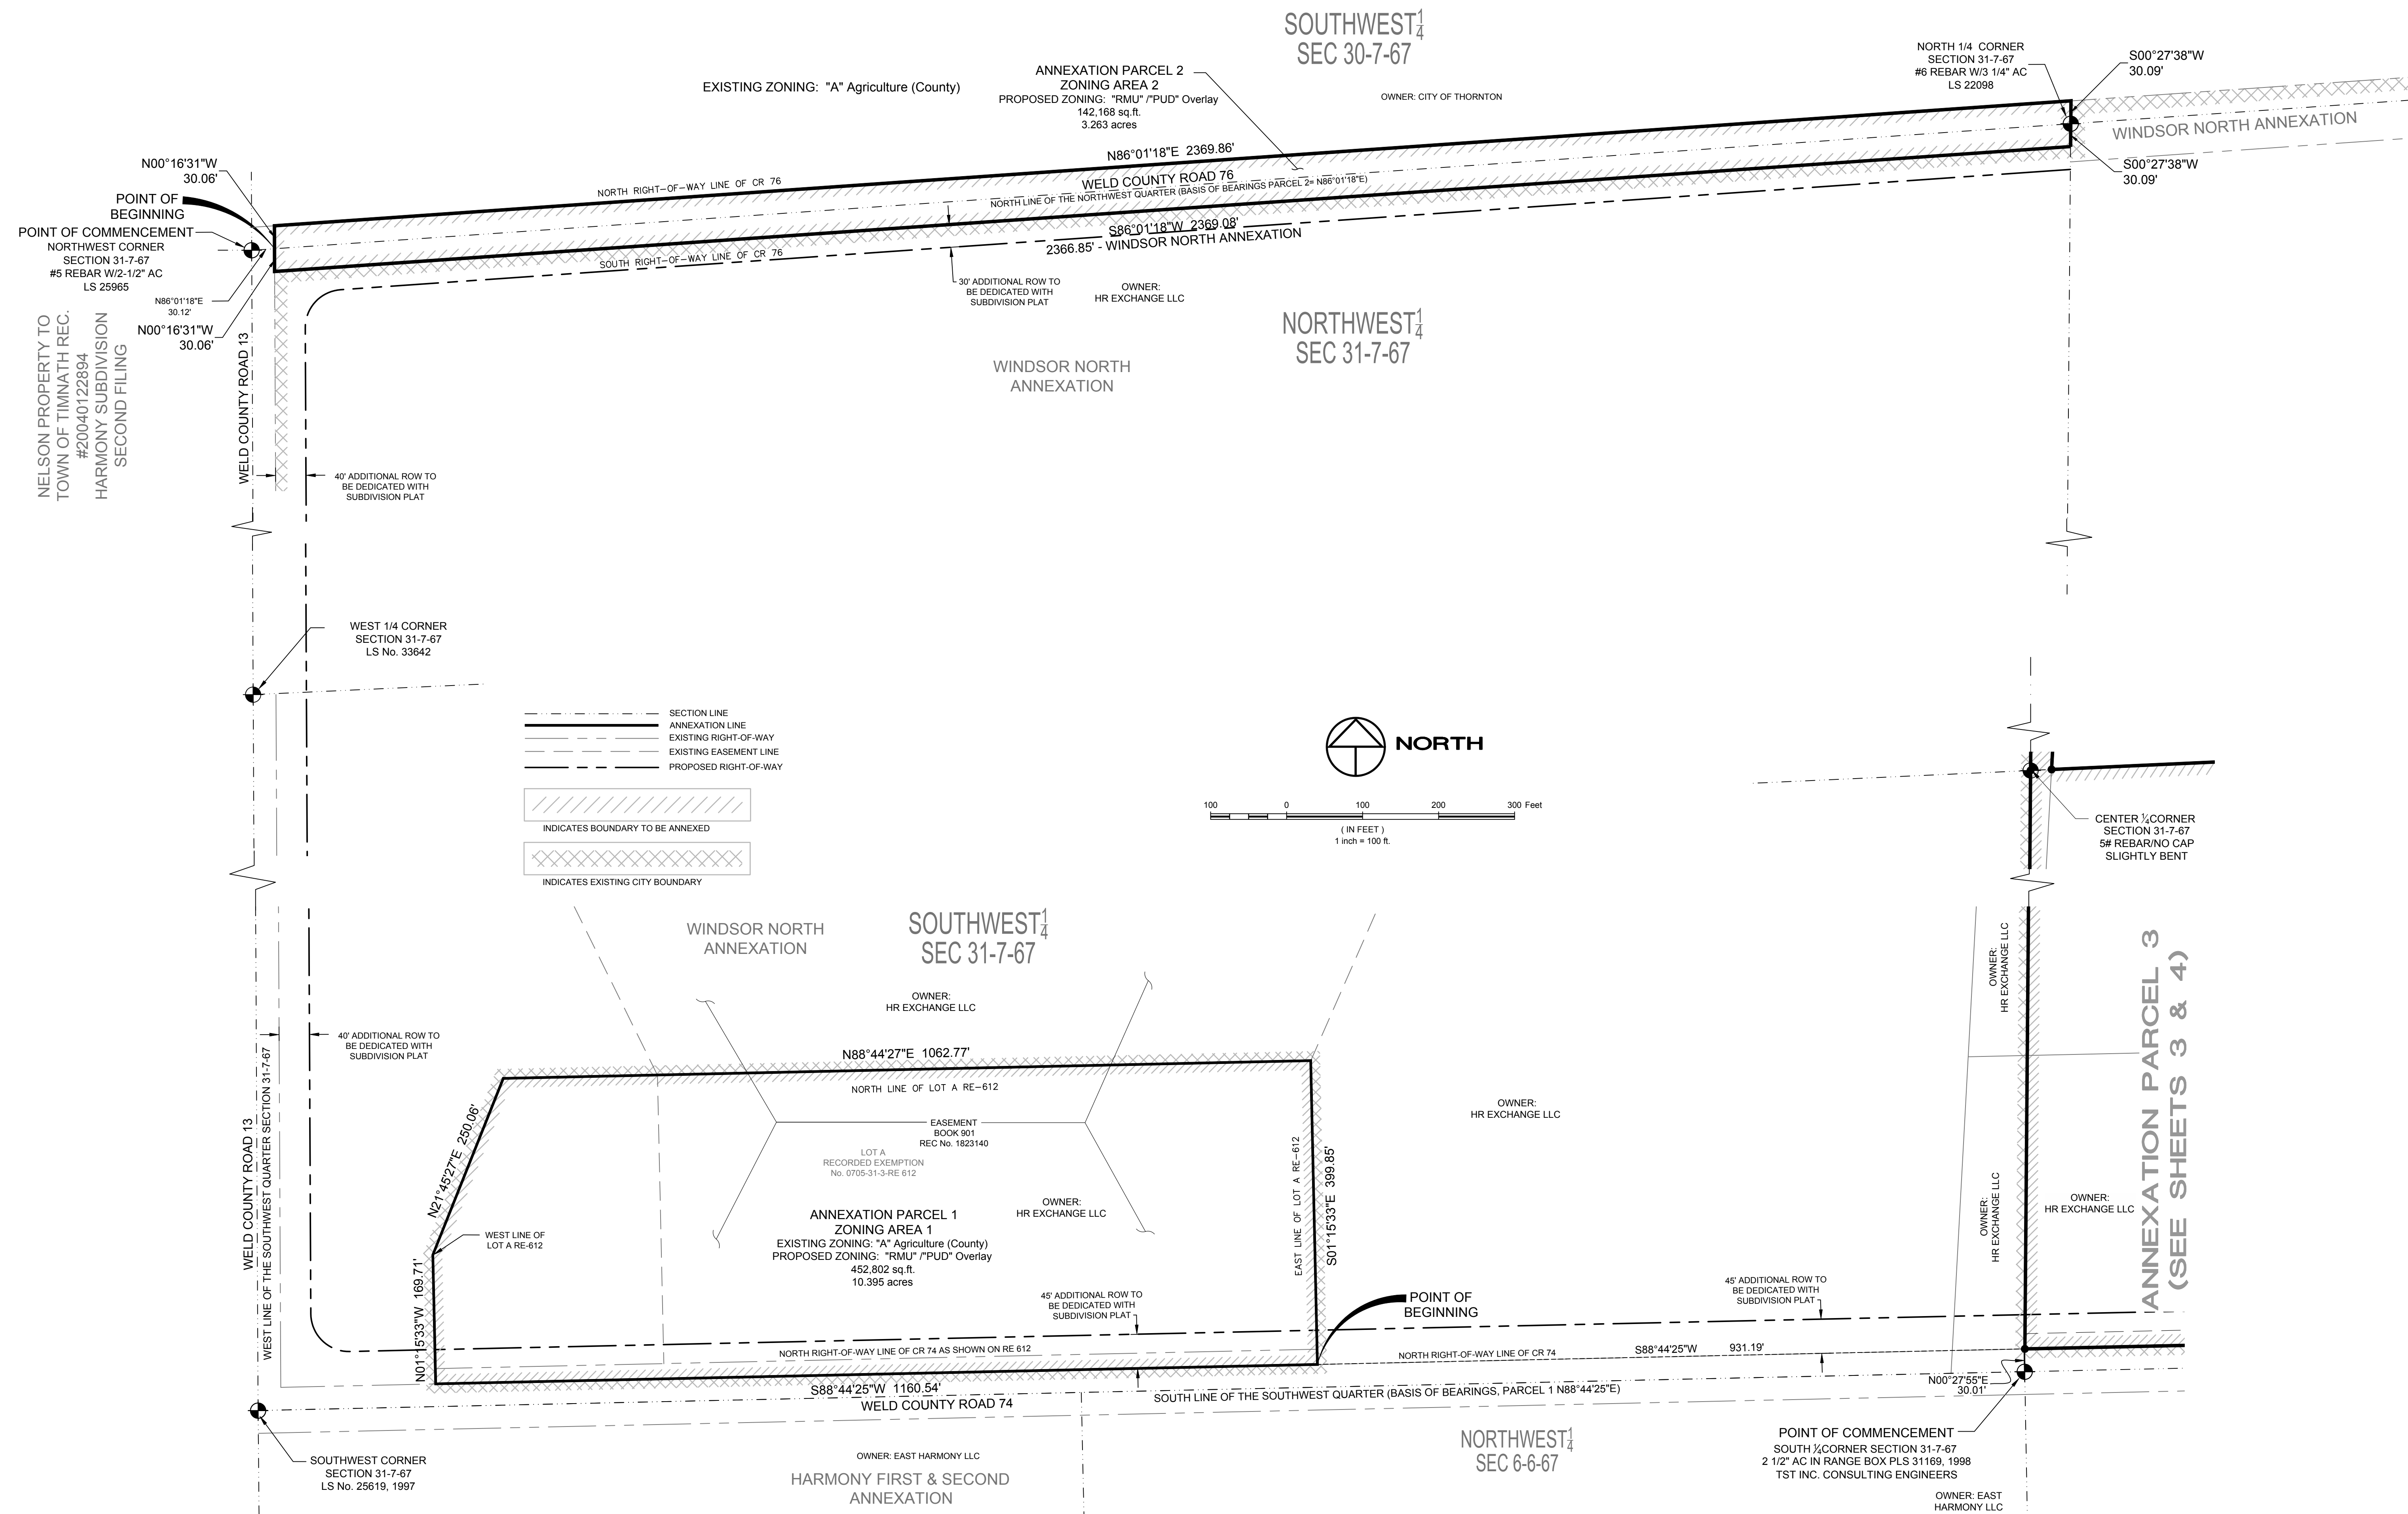 SOUTHWEST 1/4
SEC 30-7-67
EXISTING ZONING: "A" Agriculture (County)
ANNEXATION PARCEL 2
ZONING AREA 2
PROPOSED ZONING: "RMU" /"PUD" Overlay
142,168 sq.ft.
3.263 acres
OWNER: CITY OF THORNTON
NORTH 1/4 CORNER
SECTION 31-7-67
#6 REBAR W/3 1/4" AC
LS 22098
S00°27'38"W
30.09'
WINDSOR NORTH ANNEXATION
S00°27'38"W
30.09'
N00°16'31"W
30.06'
POINT OF
BEGINNING
POINT OF COMMENCEMENT
NORTHWEST CORNER
SECTION 31-7-67
#5 REBAR W/2-1/2" AC
LS 25965
N86°01'18"E
30.12'
N00°16'31"W
30.06'
N86°01'18"E 2369.86'
NORTH RIGHT-OF-WAY LINE OF CR 76
WELD COUNTY ROAD 76
NORTH LINE OF THE NORTHWEST QUARTER (BASIS OF BEARINGS PARCEL 2= N86°01'18"E)
S86°01'18"W 2369.08'
2366.85' - WINDSOR NORTH ANNEXATION
SOUTH RIGHT-OF-WAY LINE OF CR 76
30' ADDITIONAL ROW TO
BE DEDICATED WITH
SUBDIVISION PLAT
OWNER:
HR EXCHANGE LLC
NORTHWEST 1/4
SEC 31-7-67
WINDSOR NORTH
ANNEXATION
NELSON PROPERTY TO
TOWN OF TIMNATH REC.
#20040122894
HARMONY SUBDIVISION
SECOND FILING
WELD COUNTY ROAD 13
40' ADDITIONAL ROW TO
BE DEDICATED WITH
SUBDIVISION PLAT
WEST 1/4 CORNER
SECTION 31-7-67
LS No. 33642
SECTION LINE
ANNEXATION LINE
EXISTING RIGHT-OF-WAY
EXISTING EASEMENT LINE
PROPOSED RIGHT-OF-WAY
INDICATES BOUNDARY TO BE ANNEXED
INDICATES EXISTING CITY BOUNDARY
NORTH
100 0 100 200 300 Feet
( IN FEET )
1 inch = 100 ft.
CENTER 1/4 CORNER
SECTION 31-7-67
5# REBAR/NO CAP
SLIGHTLY BENT
WINDSOR NORTH
ANNEXATION
SOUTHWEST 1/4
SEC 31-7-67
OWNER:
HR EXCHANGE LLC
40' ADDITIONAL ROW TO
BE DEDICATED WITH
SUBDIVISION PLAT
WELD COUNTY ROAD 13
WEST LINE OF THE SOUTHWEST QUARTER SECTION 31-7-67
N88°44'27"E 1062.77'
NORTH LINE OF LOT A RE-612
N21°45'27"E 250.06'
EASEMENT
BOOK 901
REC No. 1823140
LOT A
RECORDED EXEMPTION
No. 0705-31-3-RE 612
OWNER:
HR EXCHANGE LLC
ANNEXATION PARCEL 1
ZONING AREA 1
EXISTING ZONING: "A" Agriculture (County)
PROPOSED ZONING: "RMU" /"PUD" Overlay
452,802 sq.ft.
10.395 acres
WEST LINE OF
LOT A RE-612
N01°15'33"W 169.71'
EAST LINE OF LOT A RE-612
S01°15'33"E 399.85'
OWNER:
HR EXCHANGE LLC
OWNER:
HR EXCHANGE LLC
OWNER:
HR EXCHANGE LLC
OWNER:
HR EXCHANGE LLC
ANNEXATION PARCEL 3
(SEE SHEETS 3 & 4)
45' ADDITIONAL ROW TO
BE DEDICATED WITH
SUBDIVISION PLAT
POINT OF
BEGINNING
45' ADDITIONAL ROW TO
BE DEDICATED WITH
SUBDIVISION PLAT
NORTH RIGHT-OF-WAY LINE OF CR 74 AS SHOWN ON RE 612
NORTH RIGHT-OF-WAY LINE OF CR 74
S88°44'25"W 931.19'
S88°44'25"W 1160.54'
SOUTH LINE OF THE SOUTHWEST QUARTER (BASIS OF BEARINGS, PARCEL 1 N88°44'25"E)
WELD COUNTY ROAD 74
N00°27'55"E
30.01'
SOUTHWEST CORNER
SECTION 31-7-67
LS No. 25619, 1997
OWNER: EAST HARMONY LLC
HARMONY FIRST & SECOND
ANNEXATION
NORTHWEST 1/4
SEC 6-6-67
POINT OF COMMENCEMENT
SOUTH 1/4 CORNER SECTION 31-7-67
2 1/2" AC IN RANGE BOX PLS 31169, 1998
TST INC. CONSULTING ENGINEERS
OWNER: EAST
HARMONY LLC